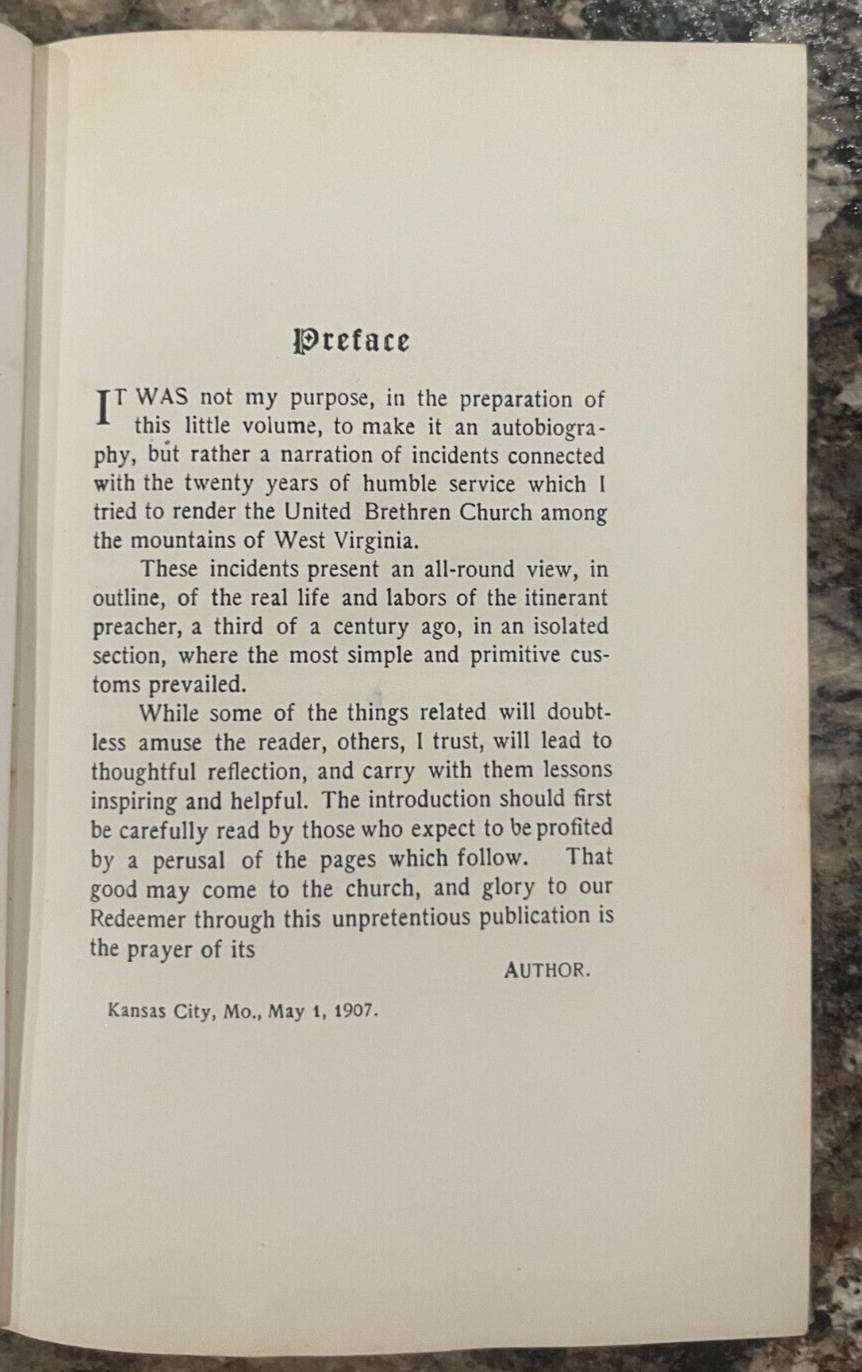 Preface
IT WAS not my purpose, in the preparation of
this little volume, to make it an autobiogra-
phy, but rather a narration of incidents connected
with the twenty years of humble service which I
tried to render the United Brethren Church among
the mountains of West Virginia.
These incidents present an all-round view, in
outline, of the real life and labors of the itinerant
preacher, a third of a century ago, in an isolated
section, where the most simple and primitive cus-
toms prevailed.
While some of the things related will doubt-
less amuse the reader, others, I trust, will lead to
thoughtful reflection, and carry with them lessons
inspiring and helpful. The introduction should first
be carefully read by those who expect to be profited
by a perusal of the pages which follow. That
good may come to the church, and glory to our
Redeemer through this unpretentious publication is
the prayer of its
AUTHOR.
Kansas City, Mo., May 1, 1907.